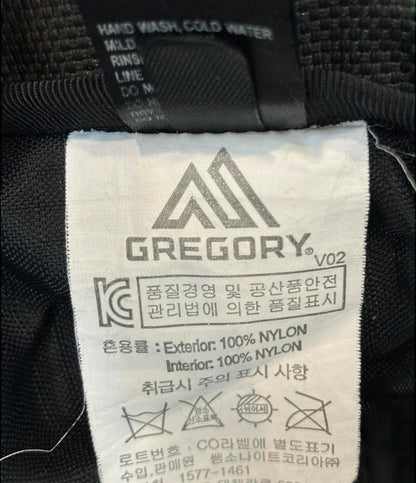 HAND WASH, COLD WATER
MILD
RINS
LINE
DO
GREGORY®
V02
KC
품질경영 및 공산품안전
관리법에 의한 품질표시
혼용률 : Exterior: 100% NYLON
Interior: 100% NYLON
취급시 주의 표시 사항
염소
로트번호: CO라벨에 별도표기
수입,판매원 쌤소나이트코리아(주)
1577-1461